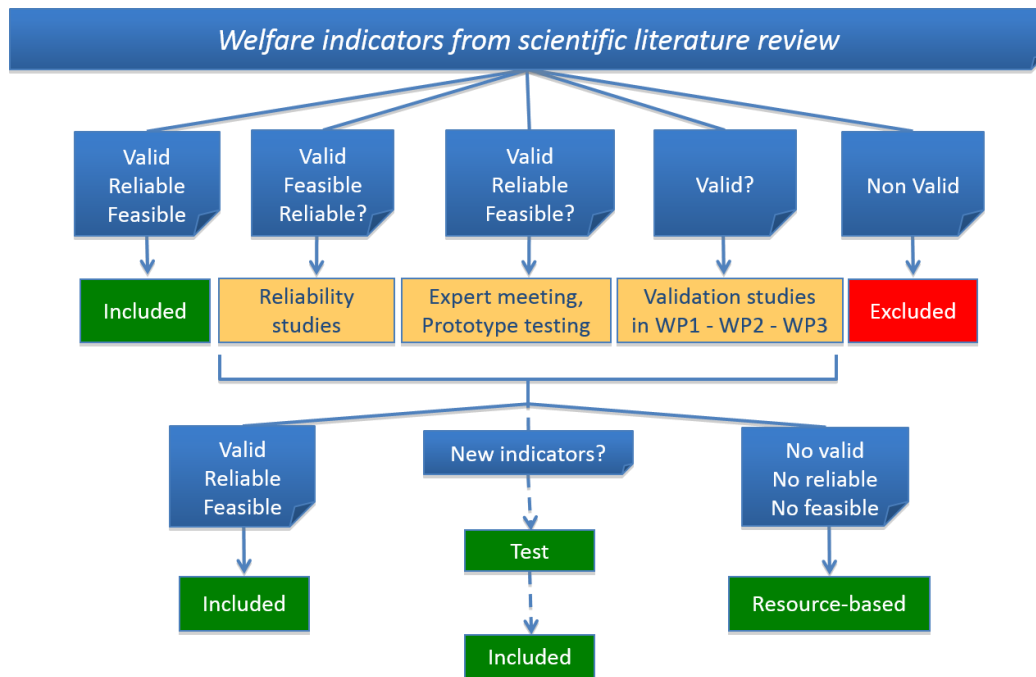 Welfare indicators from scientific literature review
Valid
Reliable
Feasible
Valid
Feasible
Reliable?
Valid
Reliable
Feasible?
Valid?
Non Valid
Included
Reliability
studies
Expert meeting,
Prototype testing
Validation studies
in WP1 - WP2 - WP3
Excluded
Valid
Reliable
Feasible
New indicators?
No valid
No reliable
No feasible
Test
Included
Resource-based
Included